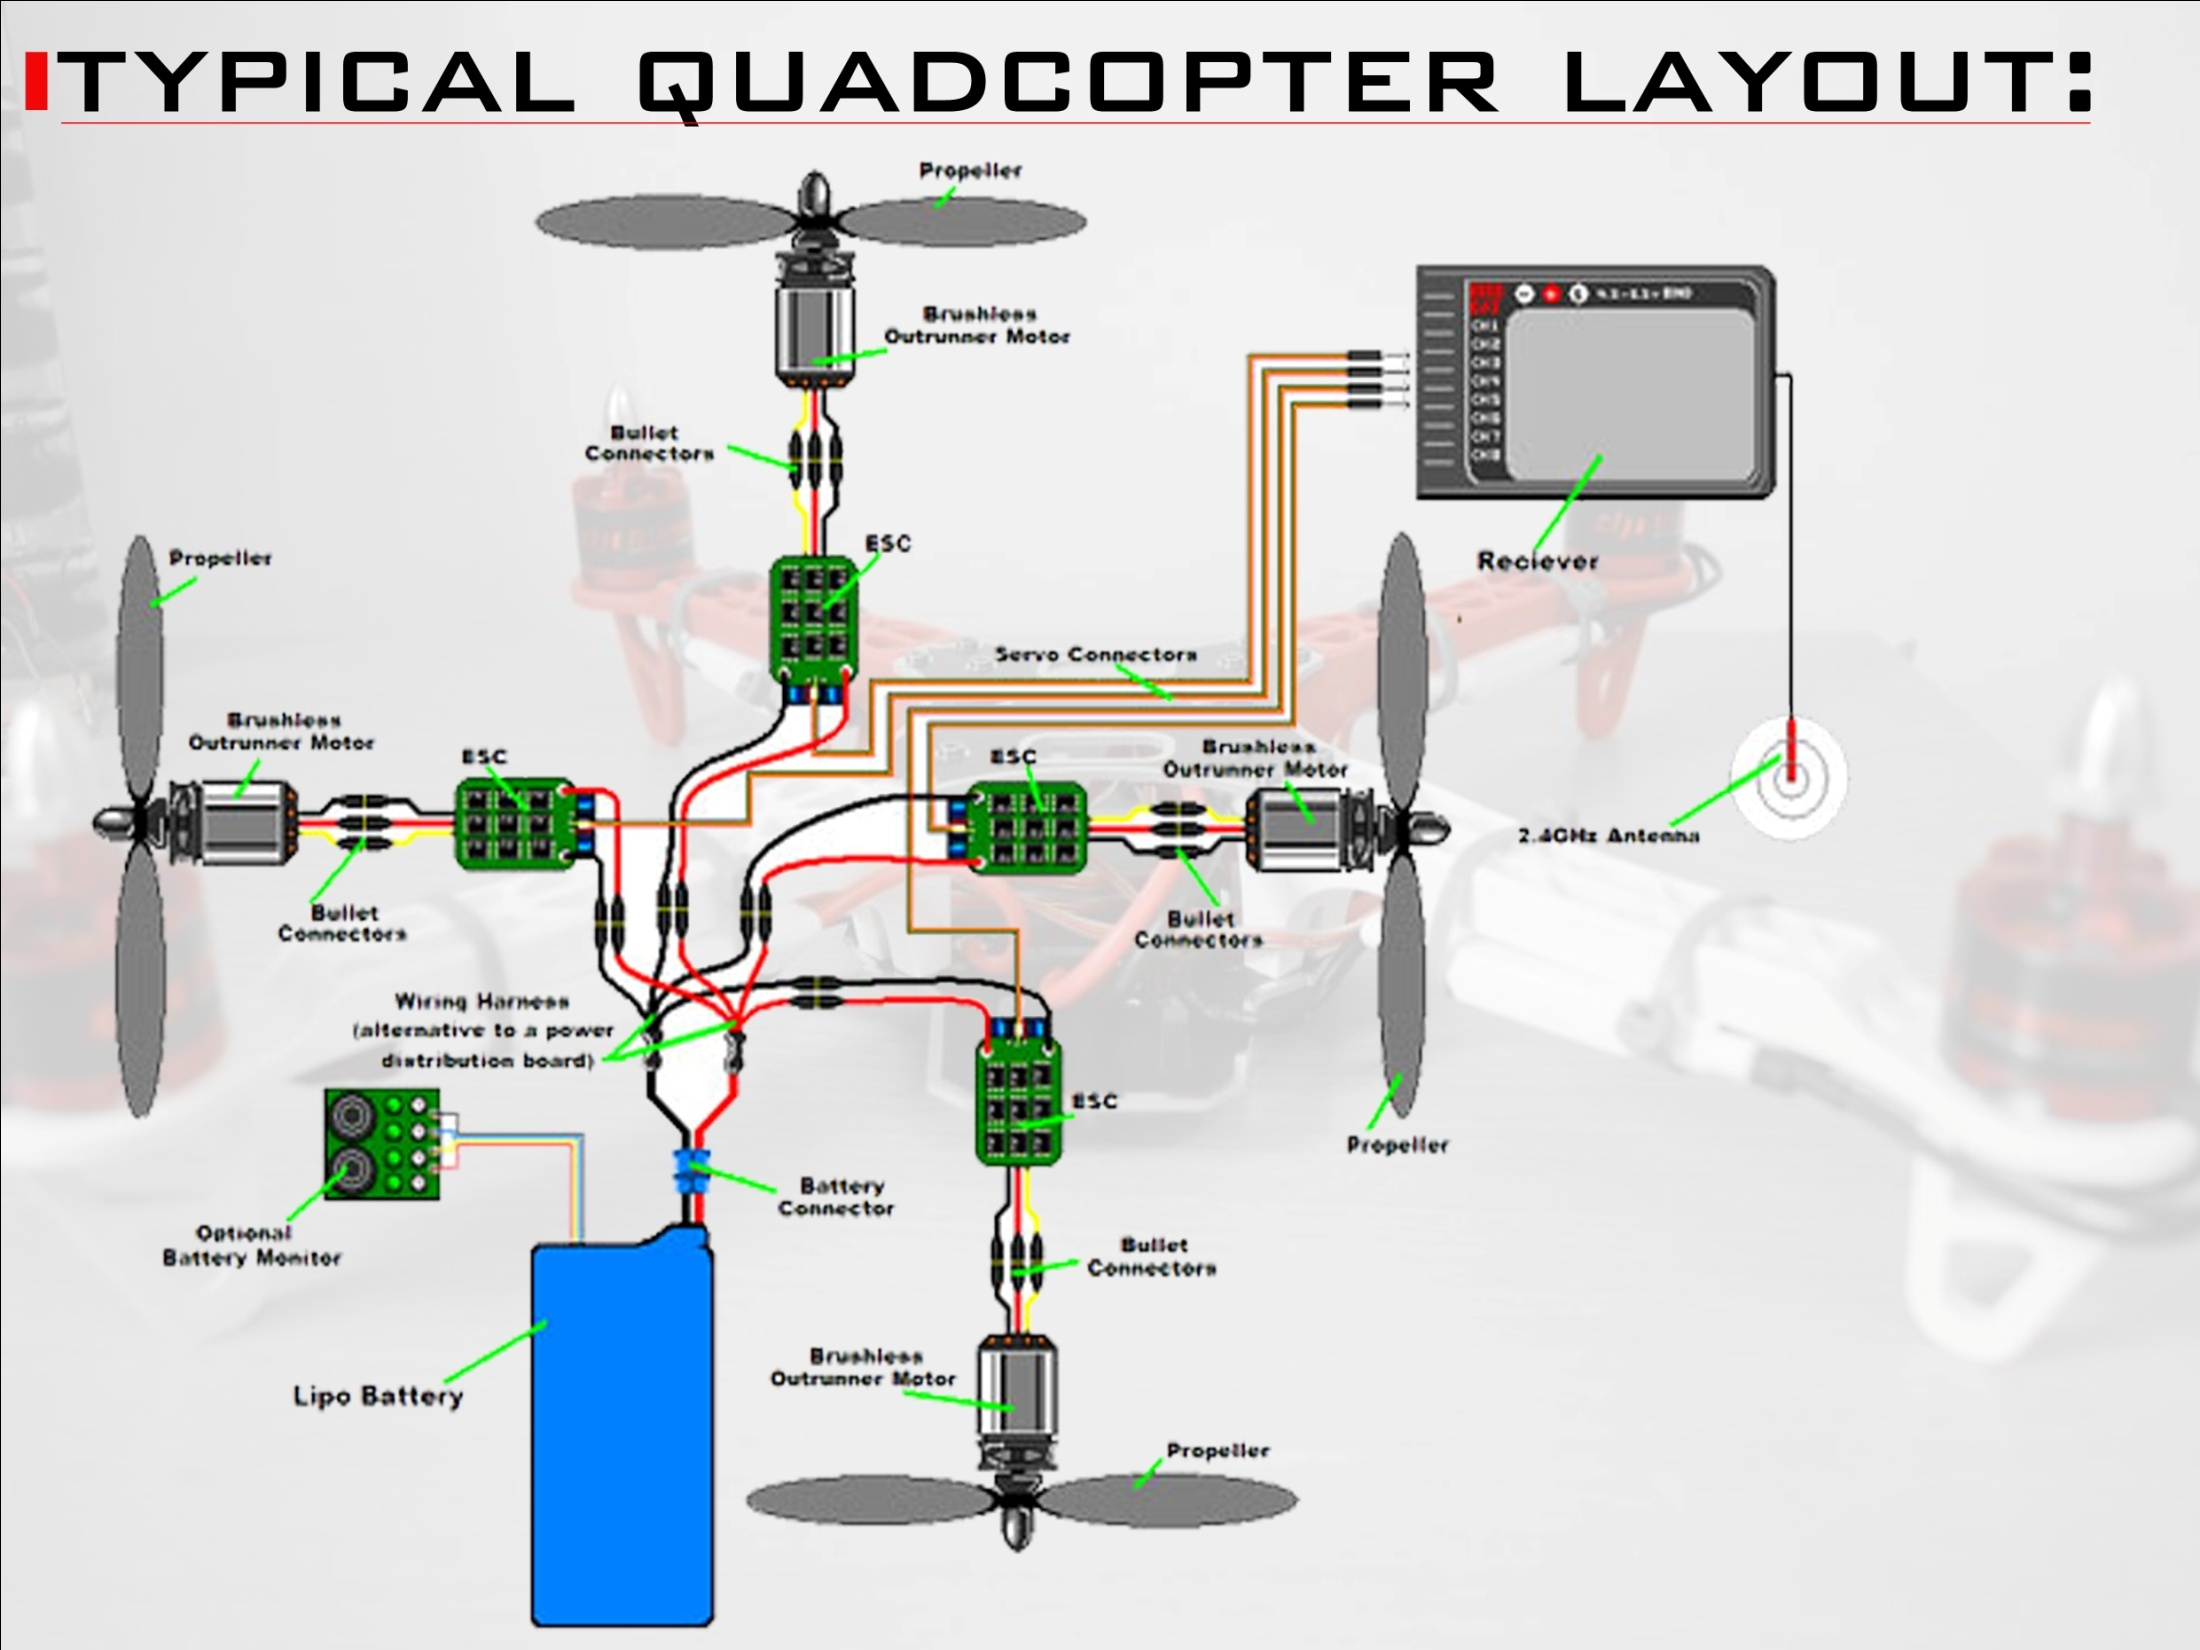 TYPICAL QUADCOPTER LAYOUT:
Propeller
Brushless
Outrunner Motor
Bullet
Connectors
ESC
CH1
CH2
CH3
CH4
CH5
CH6
CH7
CH8
Reciever
Propeller
Servo Connectors
Brushless
Outrunner Motor
ESC
ESC
Brushless
Outrunner Motor
2.4GHz Antenna
Bullet
Connectors
Bullet
Connectors
Wiring Harness
(alternative to a power
distribution board)
ESC
Propeller
Battery
Connector
Optional
Battery Monitor
Bullet
Connectors
Lipo Battery
Brushless
Outrunner Motor
Propeller